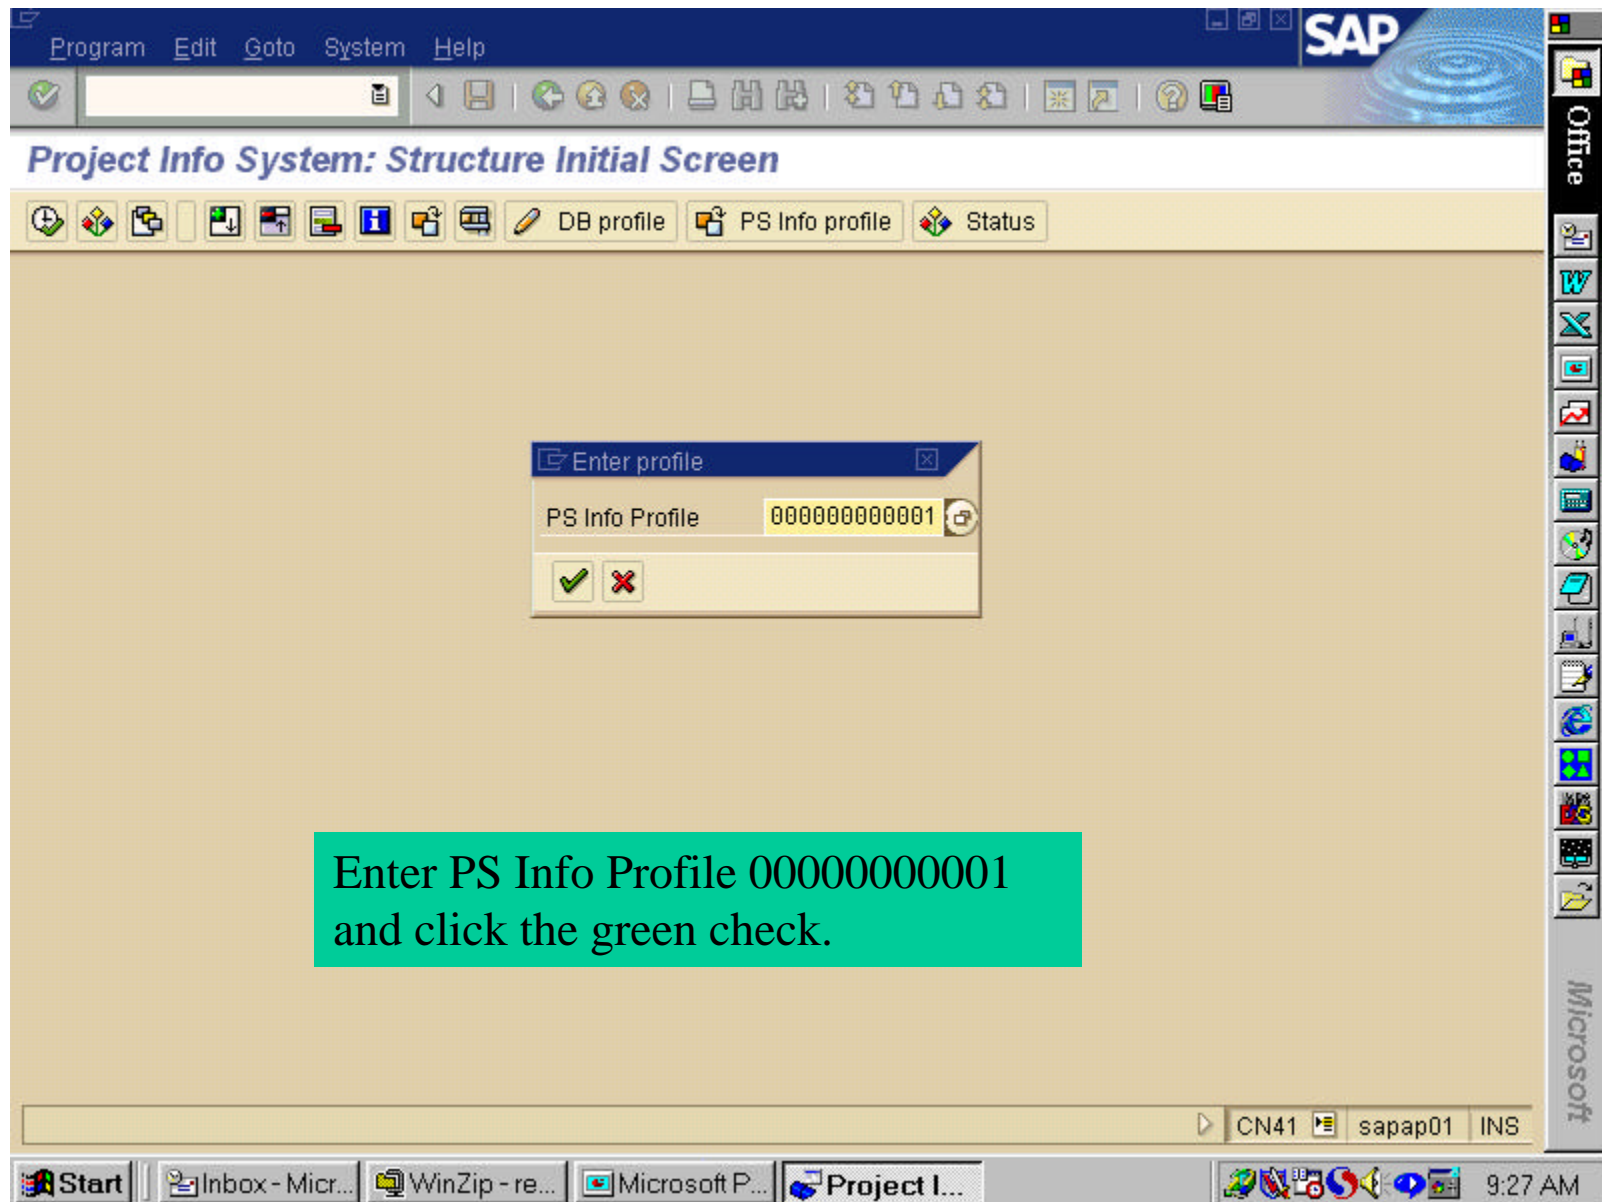 Program Edit Goto System Help
SAP
Project Info System: Structure Initial Screen
DB profile PS Info profile Status
Enter profile
PS Info Profile 000000000001
Enter PS Info Profile 00000000001
and click the green check.
CN41 sapap01 INS
Start Inbox - Micr... WinZip - re... Microsoft P... Project I... 9:27 AM
Office
Microsoft